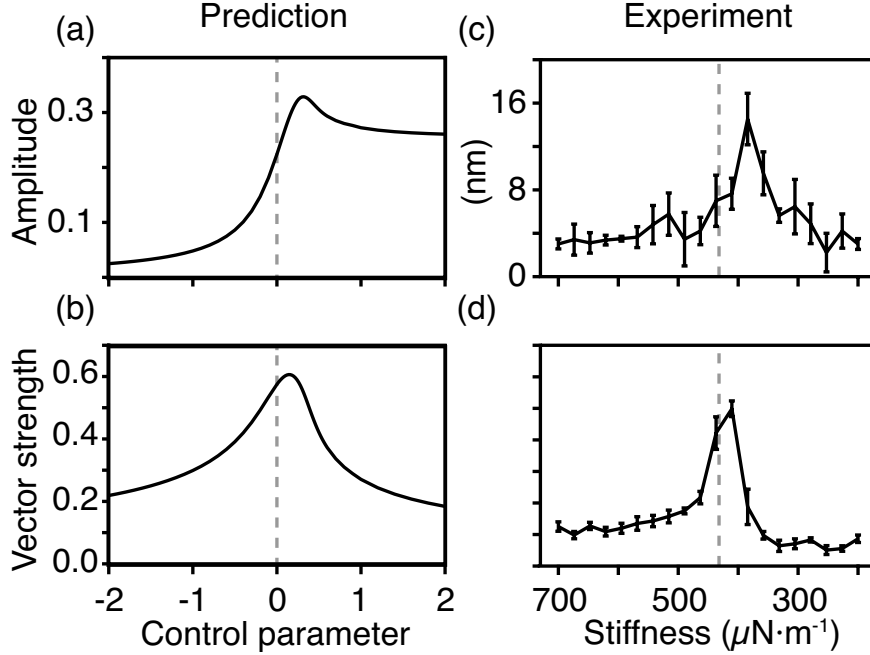 Prediction
Experiment
(a)
(c)
Amplitude
0.3
0.1
(nm)
16
8
0
(b)
(d)
Vector strength
0.6
0.4
0.2
0.0
-2 -1 0 1 2
Control parameter
700 500 300
Stiffness (µN·m⁻¹)